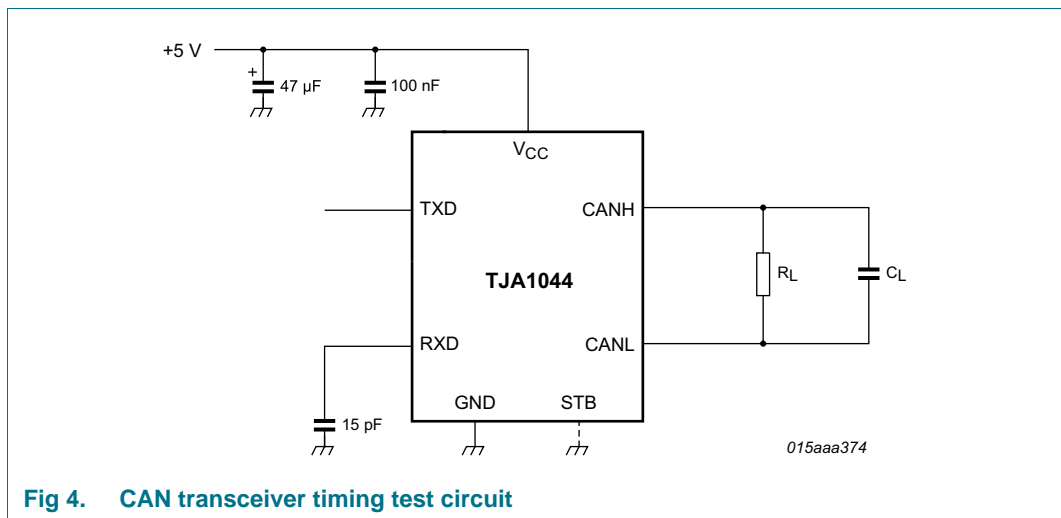 +5 V
+
47 µF
100 nF
VCC
TXD
CANH
TJA1044
RL
CL
RXD
CANL
GND
STB
15 pF
015aaa374
Fig 4. CAN transceiver timing test circuit